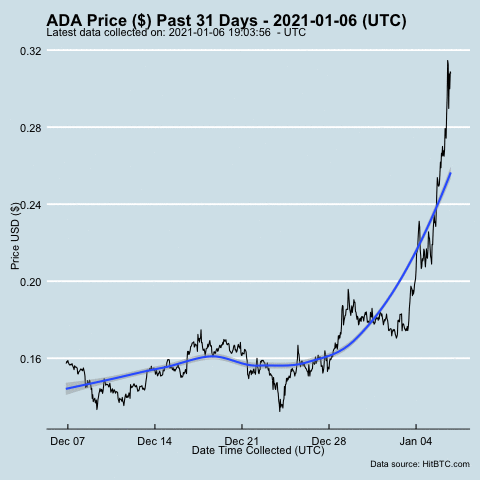 ADA Price ($) Past 31 Days - 2021-01-06 (UTC)
Latest data collected on: 2021-01-06 19:03:56 - UTC
0.32
0.28
0.24
0.20
0.16
Price USD ($)
Dec 07 Dec 14 Dec 21 Dec 28 Jan 04
Date Time Collected (UTC)
Data source: HitBTC.com